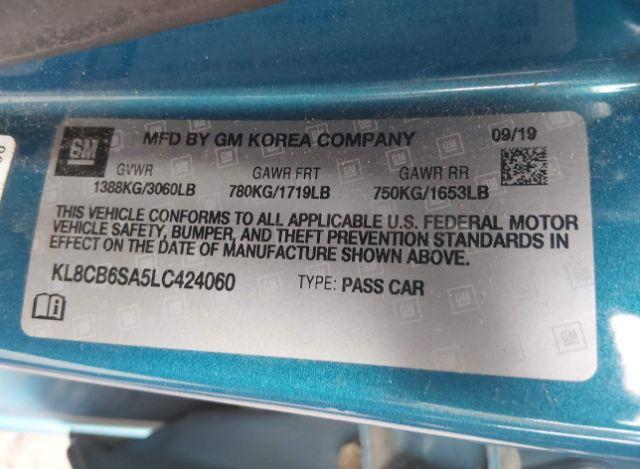 GM MFD BY GM KOREA COMPANY 09/19
GVWR GAWR FRT GAWR RR
1388KG/3060LB 780KG/1719LB 750KG/1653LB
THIS VEHICLE CONFORMS TO ALL APPLICABLE U.S. FEDERAL MOTOR
VEHICLE SAFETY, BUMPER, AND THEFT PREVENTION STANDARDS IN
EFFECT ON THE DATE OF MANUFACTURE SHOWN ABOVE.
KL8CB6SA5LC424060 TYPE: PASS CAR